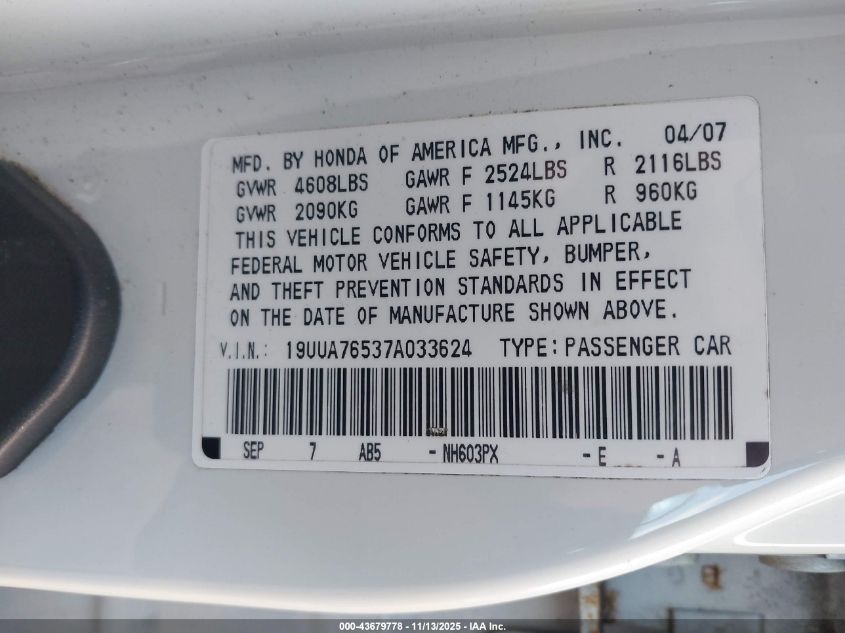 MFD. BY HONDA OF AMERICA MFG., INC. 04/07
GVWR 4608LBS GAWR F 2524LBS R 2116LBS
GVWR 2090KG GAWR F 1145KG R 960KG
THIS VEHICLE CONFORMS TO ALL APPLICABLE
FEDERAL MOTOR VEHICLE SAFETY, BUMPER,
AND THEFT PREVENTION STANDARDS IN EFFECT
ON THE DATE OF MANUFACTURE SHOWN ABOVE.
V.I.N.: 19UUA76537A033624 TYPE: PASSENGER CAR
SEP 7 AB5 - NH603PX - E - A
000-43679778 - 11/13/2025 - IAA Inc.